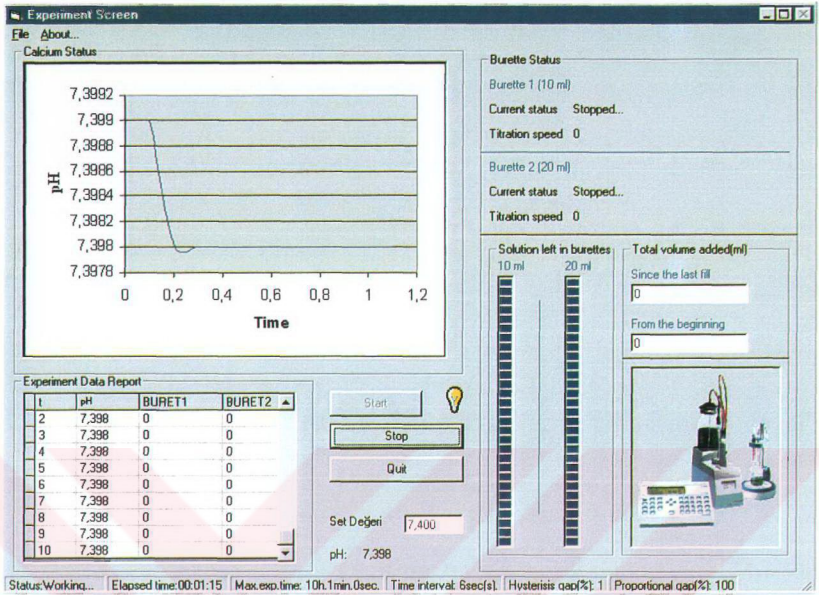 Experiment Screen
File About...
Calcium Status
7,3992
7,399
7,3988
7,3986
7,3984
7,3982
7,398
7,3978
pH
0 0,2 0,4 0,6 0,8 1 1,2
Time
Burette Status
Burette 1 (10 ml)
Current status Stopped...
Titration speed 0
Burette 2 (20 ml)
Current status Stopped...
Titration speed 0
Solution left in burettes
10 ml 20 ml
Total volume added(ml)
Since the last fill
0
From the beginning
0
Experiment Data Report
t pH BURET1 BURET2
2 7,398 0 0
3 7,398 0 0
4 7,398 0 0
5 7,398 0 0
6 7,398 0 0
7 7,398 0 0
8 7,398 0 0
9 7,398 0 0
10 7,398 0 0
Start
Stop
Quit
Set Değeri 7,400
pH: 7,398
Status:Working... Elapsed time:00:01:15 Max.exp.time: 10h.1min.0sec. Time interval: 6sec(s). Hysterisis gap(%): 1 Proportional gap(%): 100